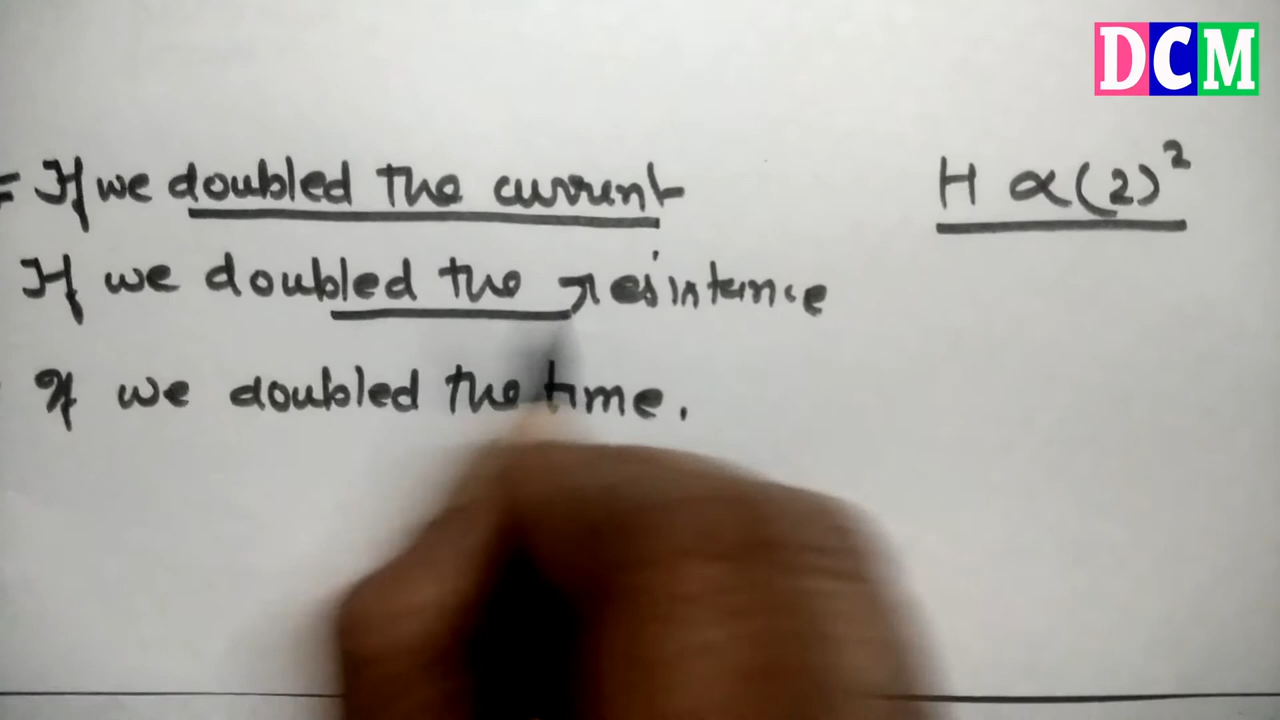 DCM
= If we doubled the current H α (2)²
If we doubled the resintance
If we doubled the time.